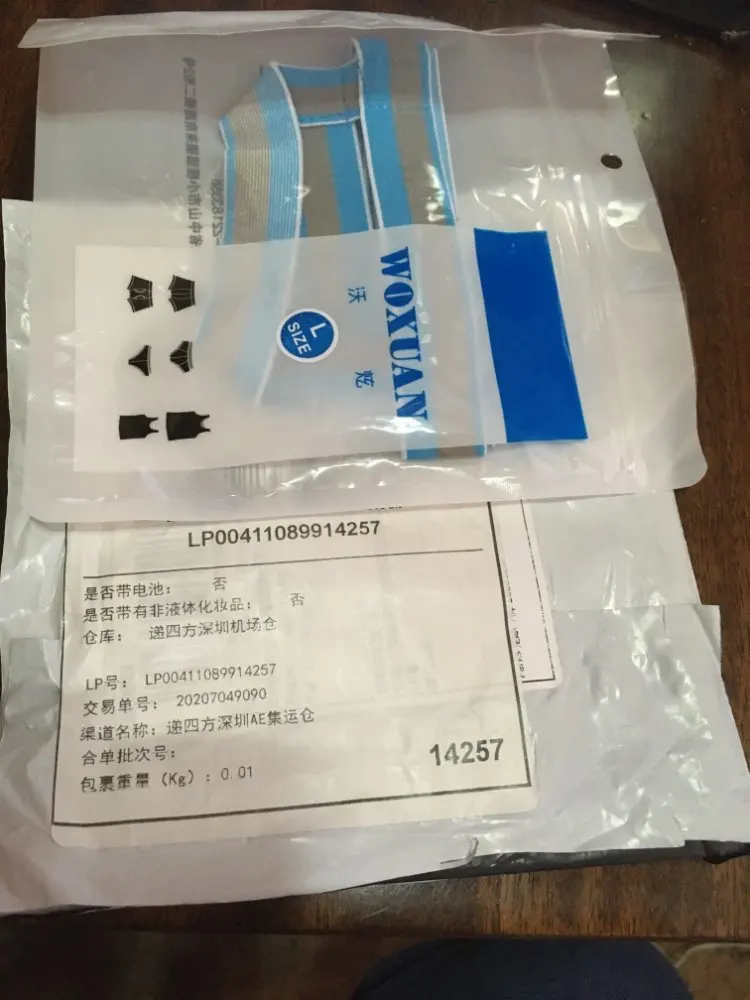 WOXUAN
沃炫
L
SIZE
LP00411089914257
是否带电池： 否
是否带有非液体化妆品： 否
仓库： 递四方深圳机场仓
LP号： LP00411089914257
交易单号： 20207049090
渠道名称：递四方深圳AE集运仓
合单批次号：
包裹重量（Kg）：0.01
14257